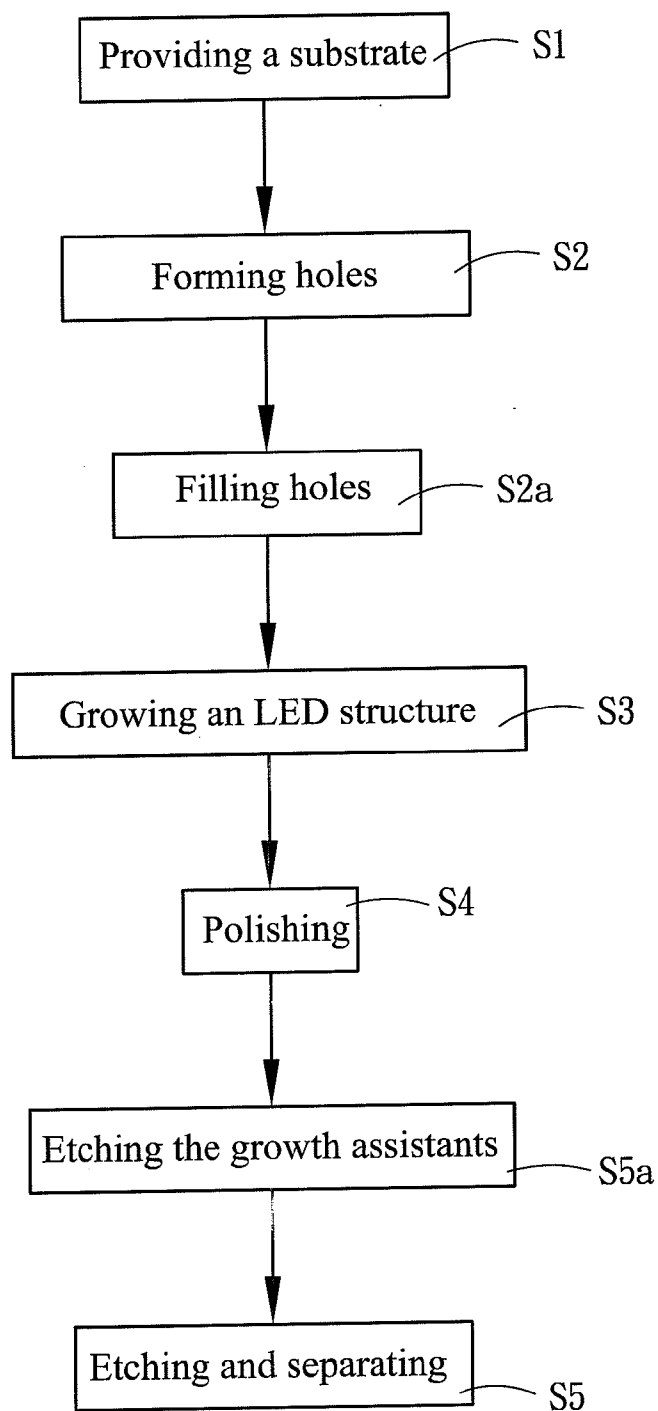 Providing a substrate
S1
Forming holes
S2
Filling holes
S2a
Growing an LED structure
S3
Polishing
S4
Etching the growth assistants
S5a
Etching and separating
S5